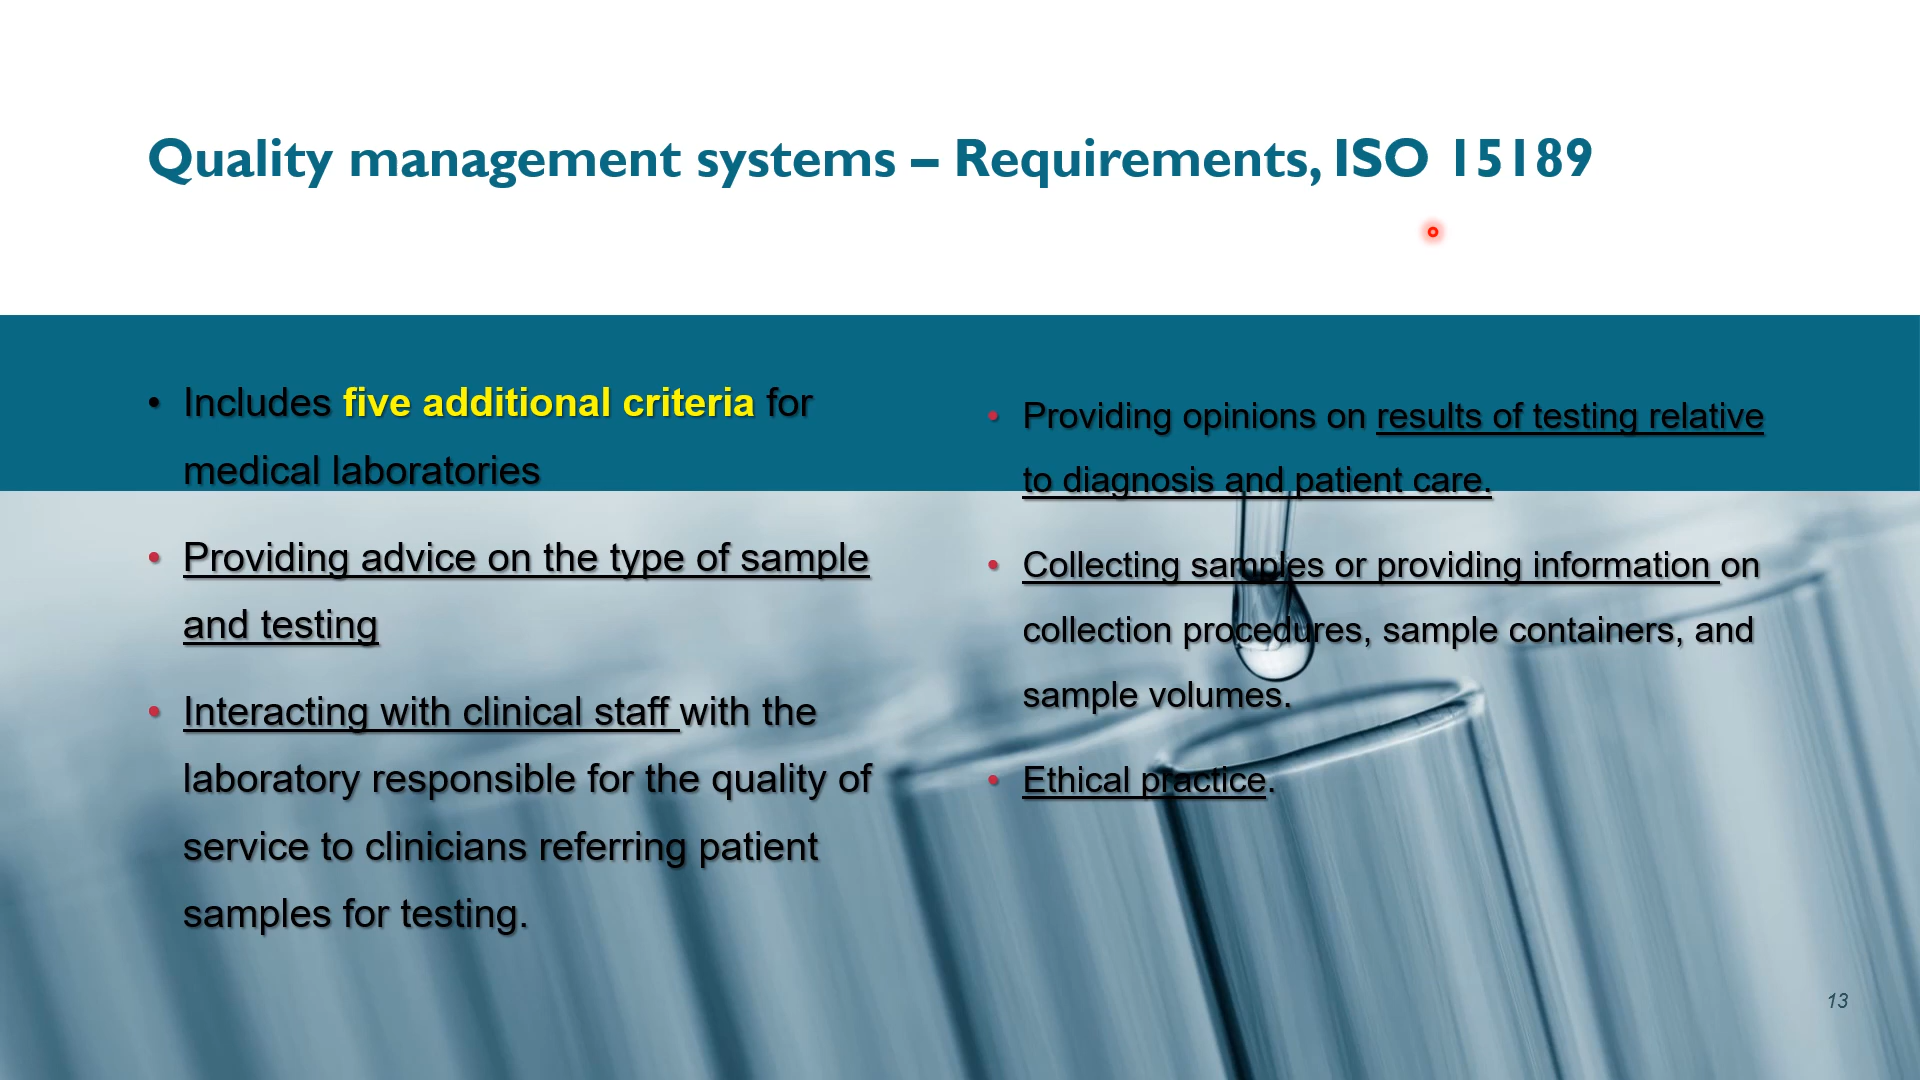 Quality management systems – Requirements, ISO 15189
• Includes five additional criteria for
medical laboratories
• Providing advice on the type of sample
and testing
• Interacting with clinical staff with the
laboratory responsible for the quality of
service to clinicians referring patient
samples for testing.
• Providing opinions on results of testing relative
to diagnosis and patient care.
• Collecting samples or providing information on
collection procedures, sample containers, and
sample volumes.
• Ethical practice.
13